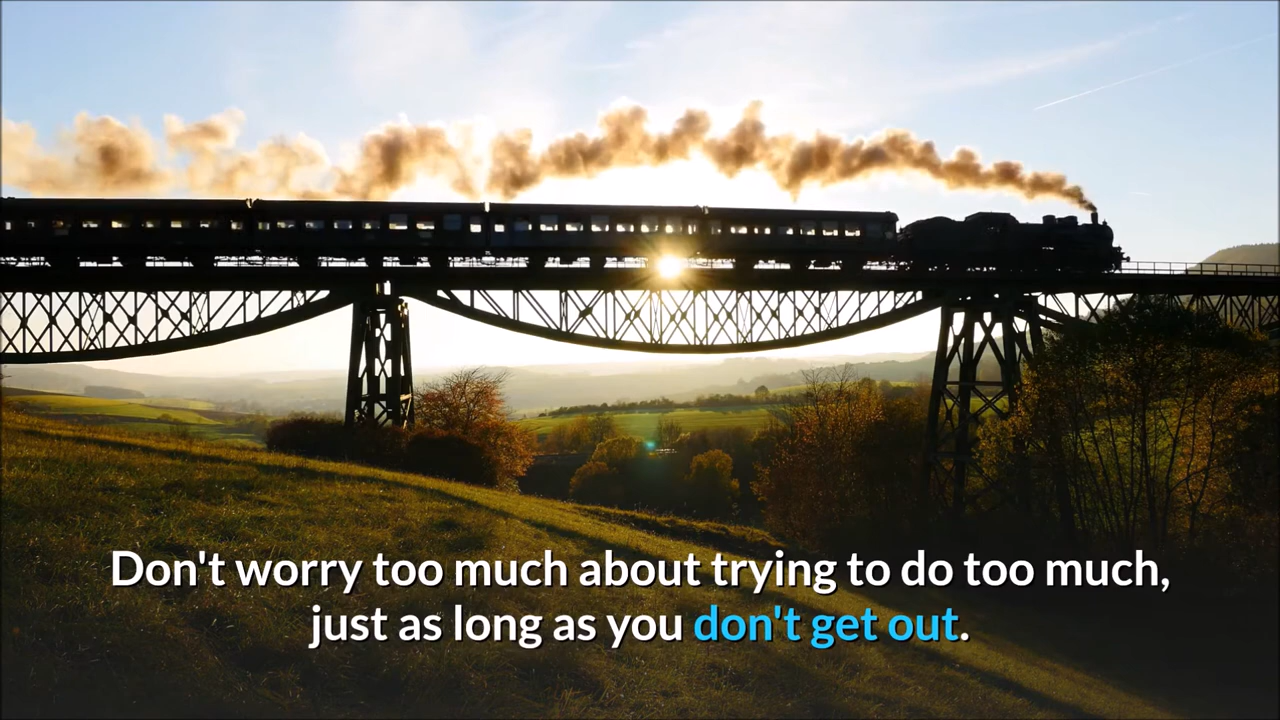 Don't worry too much about trying to do too much,
just as long as you don't get out.